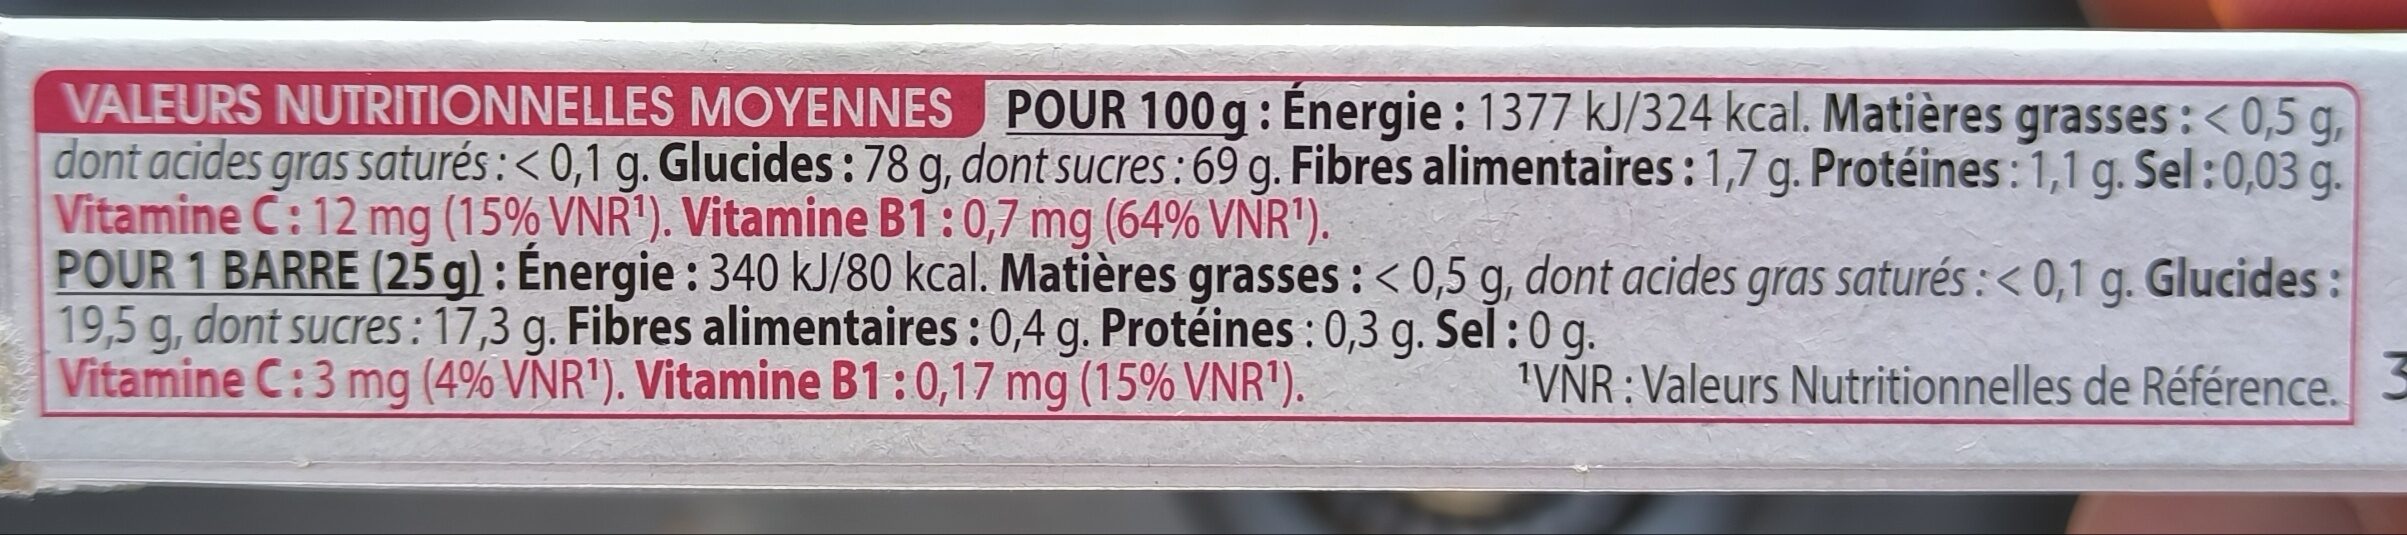 VALEURS NUTRITIONNELLES MOYENNES POUR 100 g : Énergie : 1377 kJ/324 kcal. Matières grasses : < 0,5 g,
dont acides gras saturés : < 0,1 g. Glucides : 78 g, dont sucres : 69 g. Fibres alimentaires : 1,7 g. Protéines : 1,1 g. Sel : 0,03 g.
Vitamine C : 12 mg (15% VNR¹). Vitamine B1 : 0,7 mg (64% VNR¹).
POUR 1 BARRE (25 g) : Énergie : 340 kJ/80 kcal. Matières grasses : < 0,5 g, dont acides gras saturés : < 0,1 g. Glucides :
19,5 g, dont sucres : 17,3 g. Fibres alimentaires : 0,4 g. Protéines : 0,3 g. Sel : 0 g.
Vitamine C : 3 mg (4% VNR¹). Vitamine B1 : 0,17 mg (15% VNR¹). ¹VNR : Valeurs Nutritionnelles de Référence.